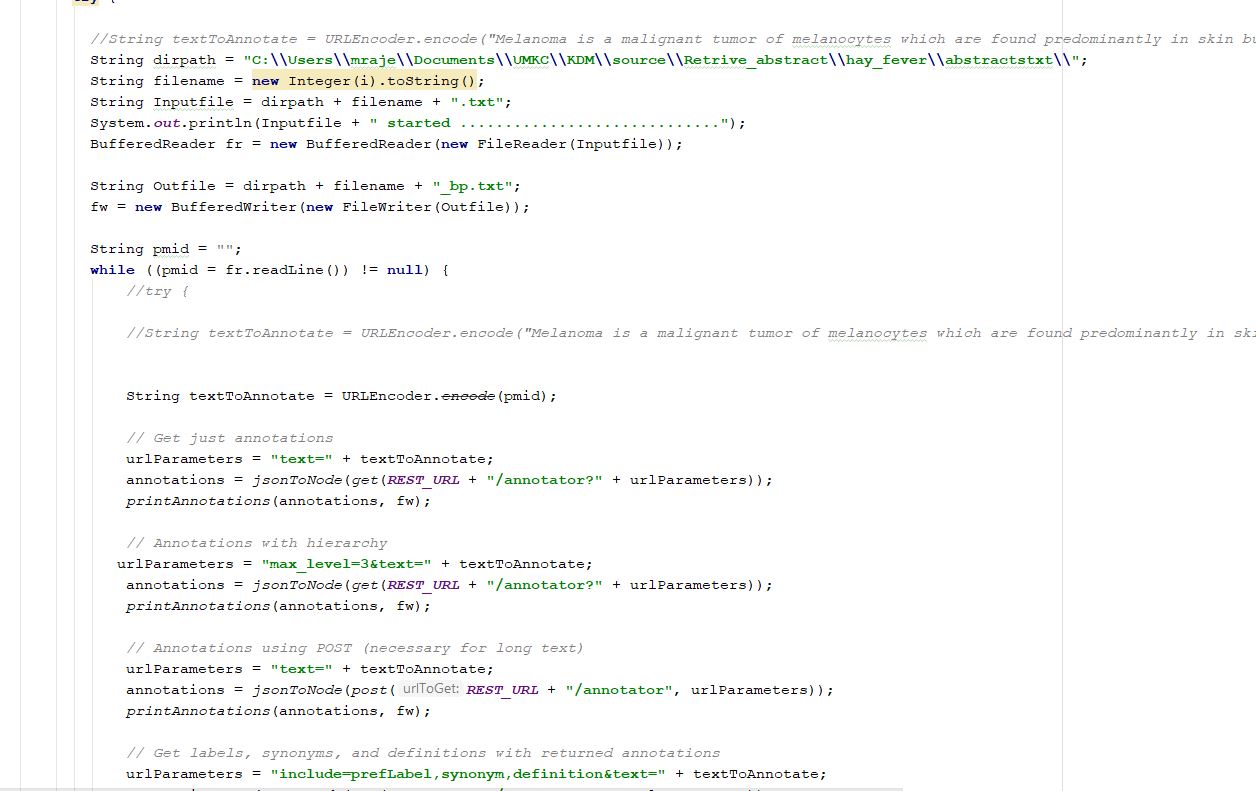 try {
//String textToAnnotate = URLEncoder.encode("Melanoma is a malignant tumor of melanocytes which are found predominantly in skin bu
String dirpath = "C:\\Users\\mraje\\Documents\\UMKC\\KDM\\source\\Retrive_abstract\\hay_fever\\abstractstxt\\";
String filename = new Integer(i).toString();
String Inputfile = dirpath + filename + ".txt";
System.out.println(Inputfile + " started .............................");
BufferedReader fr = new BufferedReader(new FileReader(Inputfile));
String Outfile = dirpath + filename + "_bp.txt";
fw = new BufferedWriter(new FileWriter(Outfile));
String pmid = "";
while ((pmid = fr.readLine()) != null) {
//try {
//String textToAnnotate = URLEncoder.encode("Melanoma is a malignant tumor of melanocytes which are found predominantly in ski
String textToAnnotate = URLEncoder.encode(pmid);
// Get just annotations
urlParameters = "text=" + textToAnnotate;
annotations = jsonToNode(get(REST_URL + "/annotator?" + urlParameters));
printAnnotations(annotations, fw);
// Annotations with hierarchy
urlParameters = "max_level=3&text=" + textToAnnotate;
annotations = jsonToNode(get(REST_URL + "/annotator?" + urlParameters));
printAnnotations(annotations, fw);
// Annotations using POST (necessary for long text)
urlParameters = "text=" + textToAnnotate;
annotations = jsonToNode(post( urlToGet: REST_URL + "/annotator", urlParameters));
printAnnotations(annotations, fw);
// Get labels, synonyms, and definitions with returned annotations
urlParameters = "include=prefLabel,synonym,definition&text=" + textToAnnotate;